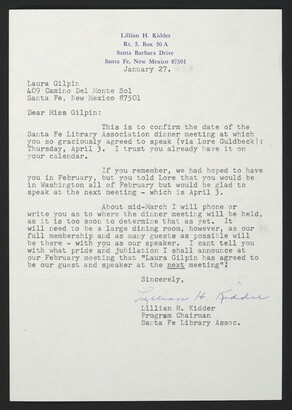 Lillian H. Kidder
Rt. 3, Box 36 A
Santa Barbara Drive
Santa Fe, New Mexico 87501
January 27.
Laura Gilpin
409 Camino Del Monte Sol
Santa Fe, New Mexico 87501
Dear Miss Gilpin:
This is to confirm the date of the
Santa Fe Library Association dinner meeting at which
you so graciously agreed to speak (via Lore Guldbeck):
Thursday, April 3. I trust you already have it on
your calendar.
If you remember, we had hoped to have
you in February, but you told Lore that you would be
in Washington all of February but would be glad to
speak at the next meeting - which is April 3.
About mid-March I will phone or
write you as to where the dinner meeting will be held,
as it is too soon to determine that as yet. It
will need to be a large dining room, however, as our
full membership and as many guests as possible will
be there - with you as our speaker. I cant tell you
with what pride and jubilation I shall announce at
our February meeting that "Laura Gilpin has agreed to
be our guest and speaker at the next meeting"!
Sincerely,
Lillian H Kidder
Lillian H. Kidder
Program Chairman
Santa Fe Library Assoc.